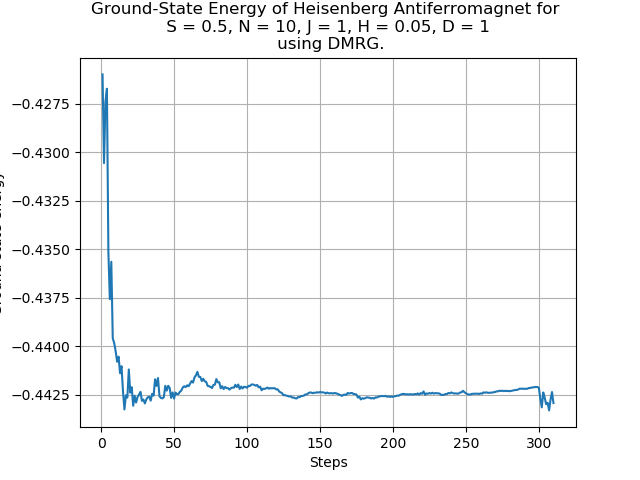 Ground-State Energy of Heisenberg Antiferromagnet for
S = 0.5, N = 10, J = 1, H = 0.05, D = 1
using DMRG.
−0.4275
−0.4300
−0.4325
−0.4350
−0.4375
−0.4400
−0.4425
0 50 100 150 200 250 300
Steps